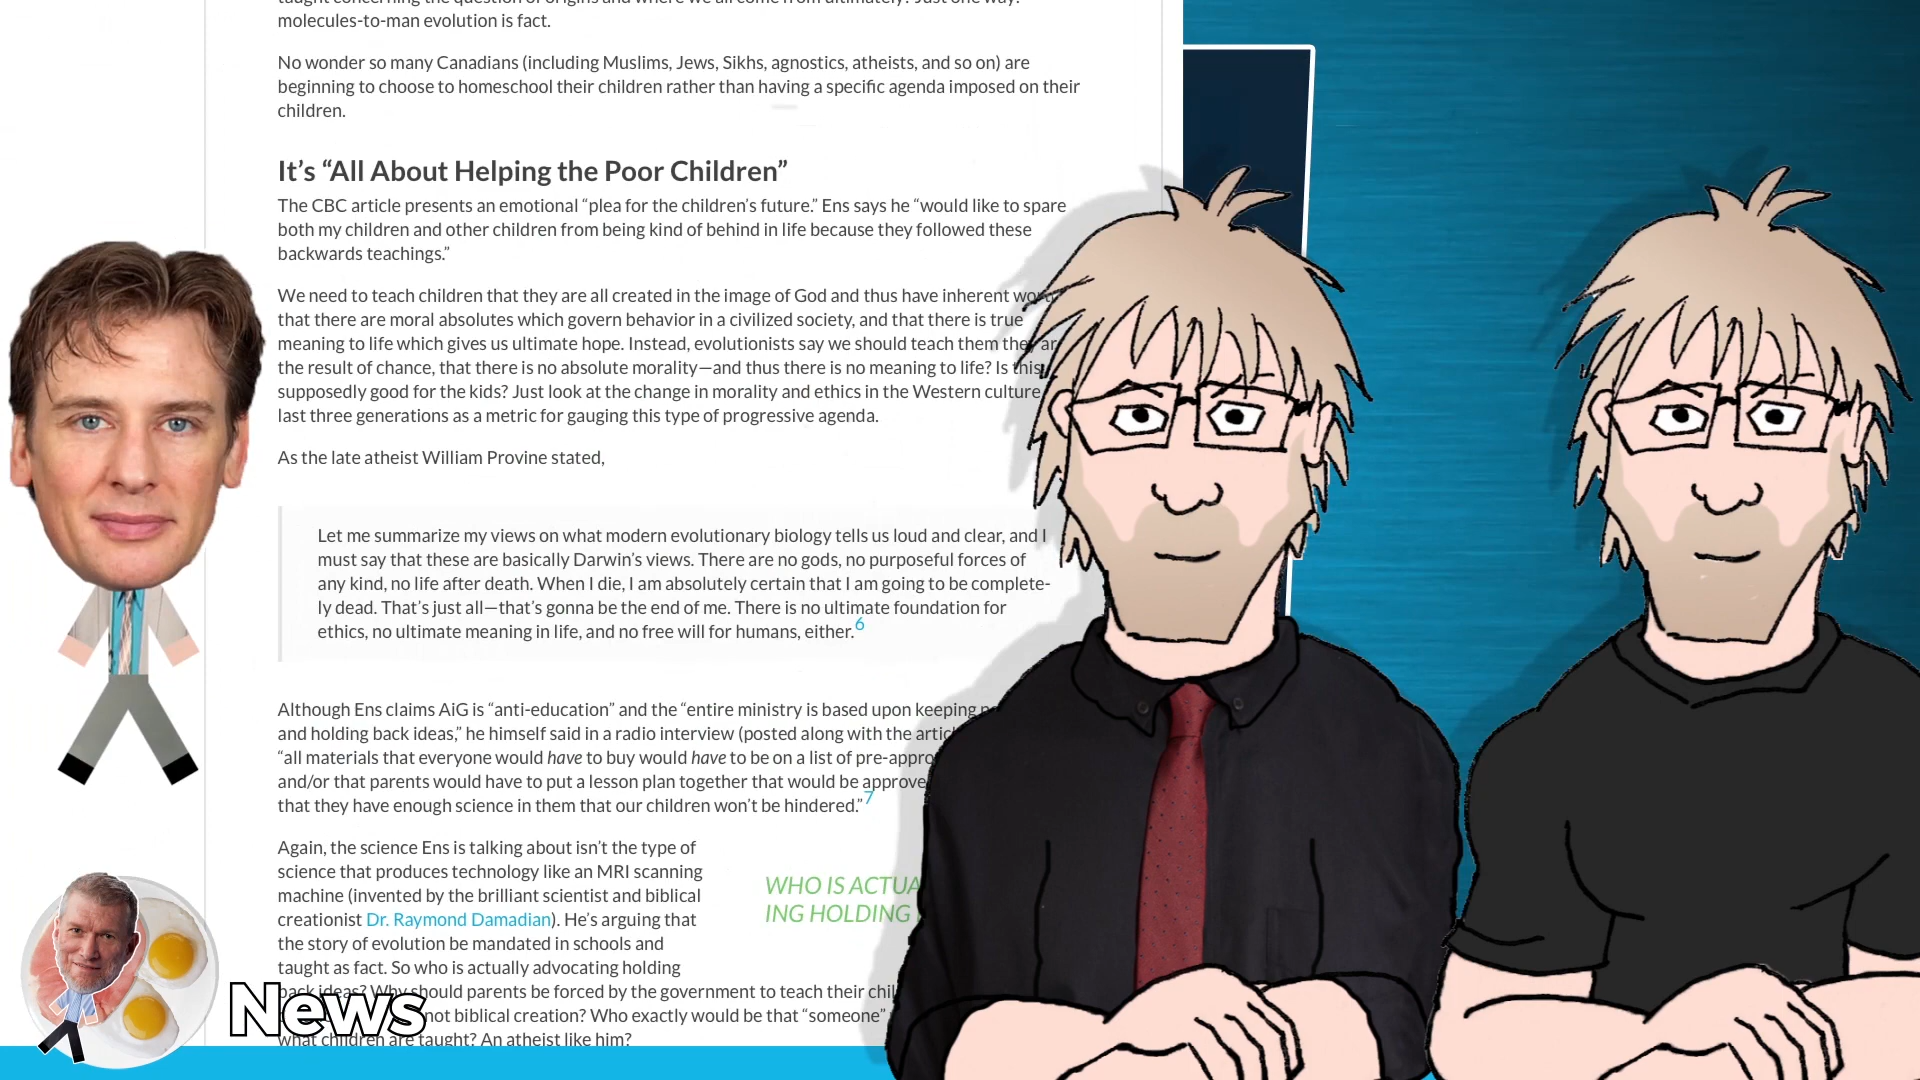 molecules-to-man evolution is fact.
No wonder so many Canadians (including Muslims, Jews, Sikhs, agnostics, atheists, and so on) are
beginning to choose to homeschool their children rather than having a specific agenda imposed on their
children.
It’s “All About Helping the Poor Children”
The CBC article presents an emotional “plea for the children’s future.” Ens says he “would like to spare
both my children and other children from being kind of behind in life because they followed these
backwards teachings.”
We need to teach children that they are all created in the image of God and thus have inherent
that there are moral absolutes which govern behavior in a civilized society, and that there is true
meaning to life which gives us ultimate hope. Instead, evolutionists say we should teach them they
the result of chance, that there is no absolute morality—and thus there is no meaning to life? Is this
supposedly good for the kids? Just look at the change in morality and ethics in the Western culture
last three generations as a metric for gauging this type of progressive agenda.
As the late atheist William Provine stated,
Let me summarize my views on what modern evolutionary biology tells us loud and clear, and I
must say that these are basically Darwin’s views. There are no gods, no purposeful forces of
any kind, no life after death. When I die, I am absolutely certain that I am going to be complete-
ly dead. That’s just all—that’s gonna be the end of me. There is no ultimate foundation for
ethics, no ultimate meaning in life, and no free will for humans, either.6
Although Ens claims AiG is “anti-education” and the “entire ministry is based upon keeping
and holding back ideas,” he himself said in a radio interview (posted along with the
“all materials that everyone would have to buy would have to be on a list of
and/or that parents would have to put a lesson plan together that would be
that they have enough science in them that our children won’t be hindered.”7
Again, the science Ens is talking about isn’t the type of
science that produces technology like an MRI scanning
machine (invented by the brilliant scientist and biblical
creationist Dr. Raymond Damadian). He’s arguing that
the story of evolution be mandated in schools and
taught as fact. So who is actually advocating holding
WHO IS
ING HOLDING
back ideas? Why should parents be forced by the government to teach their
not biblical creation? Who exactly would be that “someone”
what children are taught? An atheist like him?
News